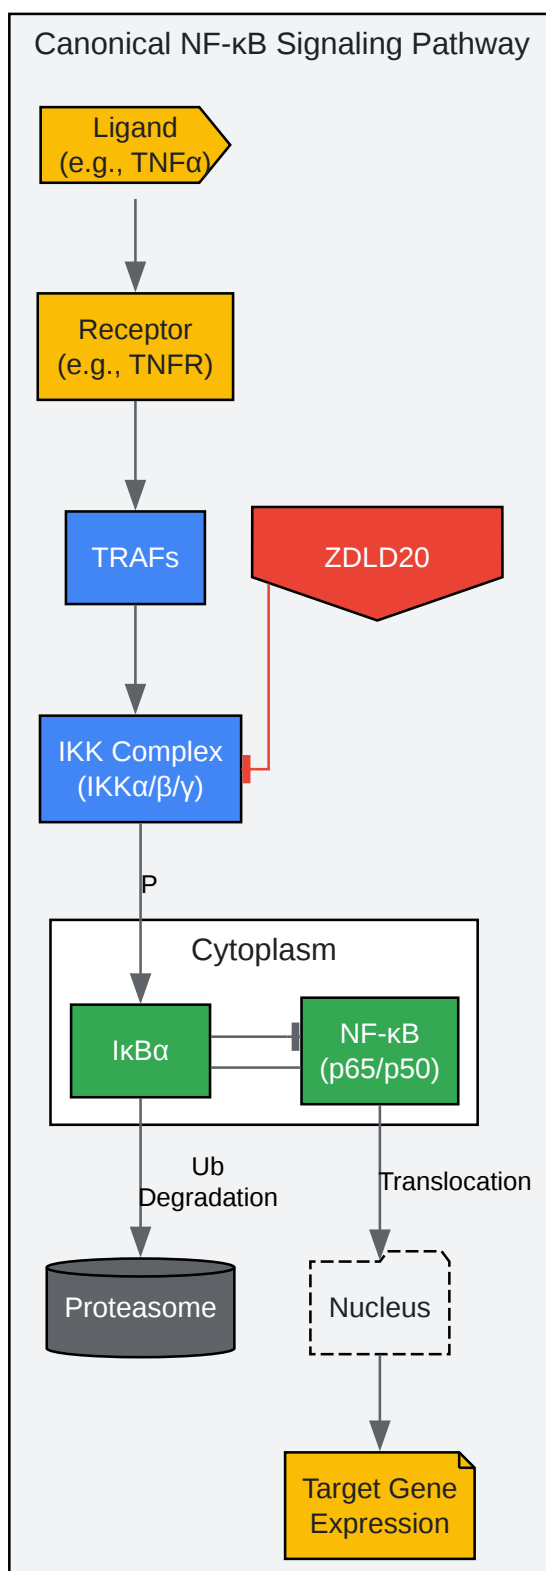 Canonical NF-κB Signaling Pathway
Ligand
(e.g., TNFα)
Receptor
(e.g., TNFR)
TRAFs
ZDLD20
IKK Complex
(IKKα/β/γ)
P
Cytoplasm
IκBα
NF-κB
(p65/p50)
Ub
Degradation
Translocation
Proteasome
Nucleus
Target Gene
Expression